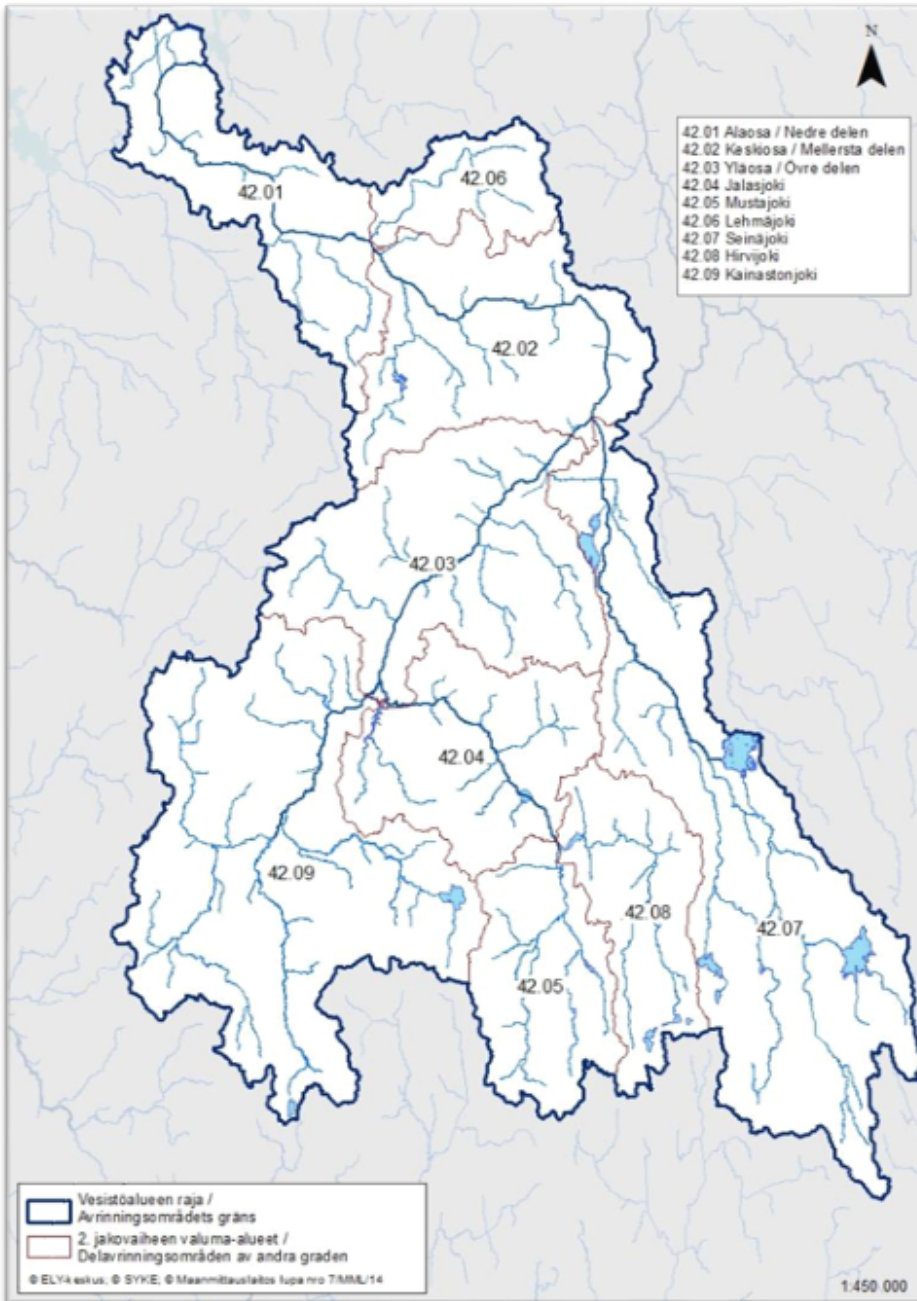 N
42.01 Alaosa / Nedre delen
42.02 Keskiosa / Mellersta delen
42.03 Yläosa / Övre delen
42.04 Jalasjoki
42.05 Mustajoki
42.06 Lehmäjoki
42.07 Seinäjoki
42.08 Hirvijoki
42.09 Kainastonjoki
42.01
42.06
42.02
42.03
42.04
42.09
42.08
42.07
42.05
Vesistöalueen raja /
Avrinningsområdets gräns
2. jakovaiheen valuma-alueet /
Delavrinningsområden av andra graden
© ELY-keskus; © SYKE; © Maanmittauslaitos lupa nro 7/MML/14
1:450 000